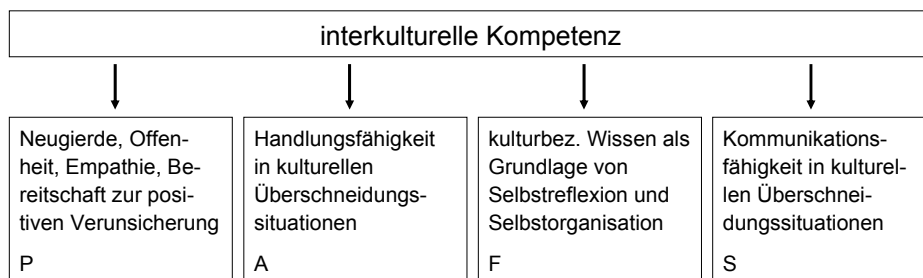 interkulturelle Kompetenz
Neugierde, Offen-
heit, Empathie, Be-
reitschaft zur posi-
tiven Verunsicherung
P
Handlungsfähigkeit
in kulturellen
Überschneidungs-
situationen
A
kulturbez. Wissen als
Grundlage von
Selbstreflexion und
Selbstorganisation
F
Kommunikations-
fähigkeit in kulturel-
len Überschnei-
dungssituationen
S